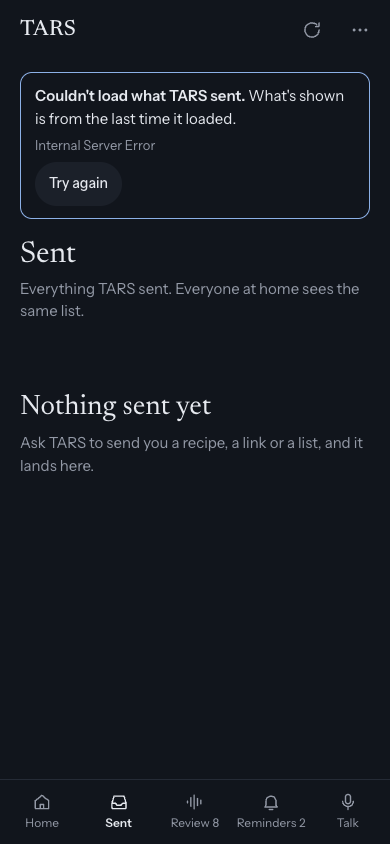 TARS
Couldn't load what TARS sent. What's shown
is from the last time it loaded.
Internal Server Error
Try again
Sent
Everything TARS sent. Everyone at home sees the
same list.
Nothing sent yet
Ask TARS to send you a recipe, a link or a list, and it
lands here.
Home
Sent
Review 8
Reminders 2
Talk